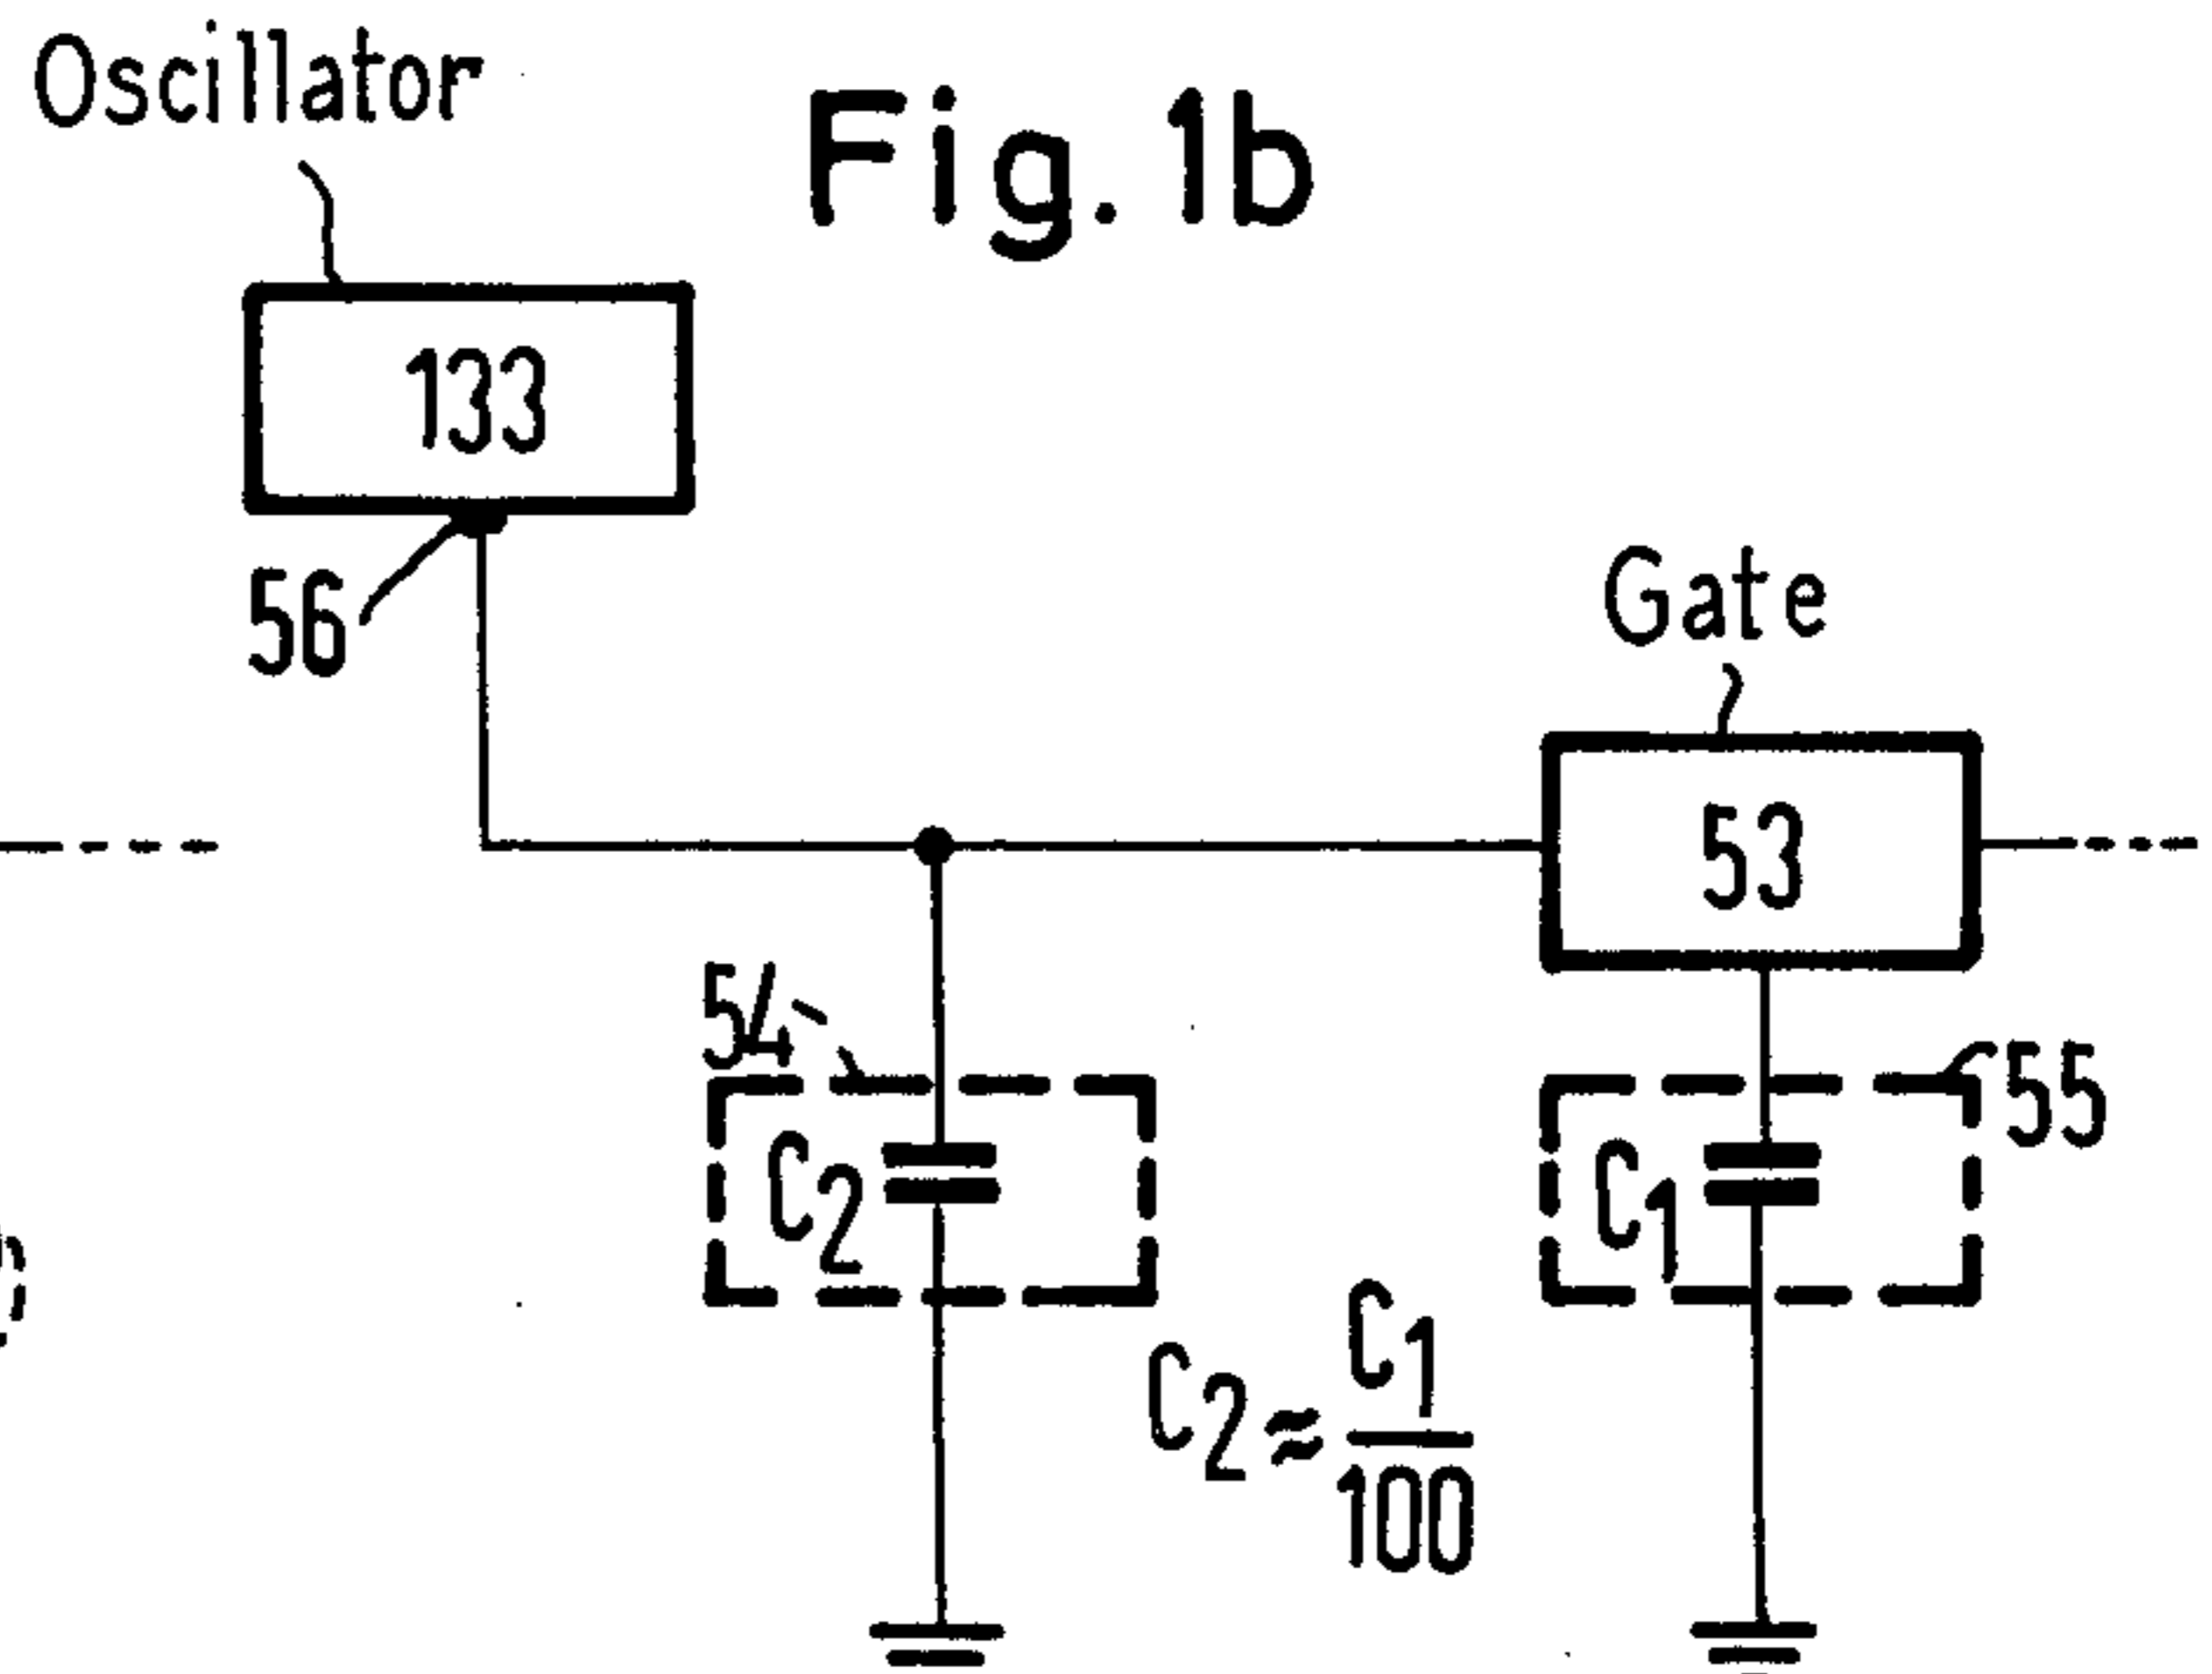 Oscillator
Fig. 1b
133
56
Gate
53
54
55
C2
C1
C2≈C1/100